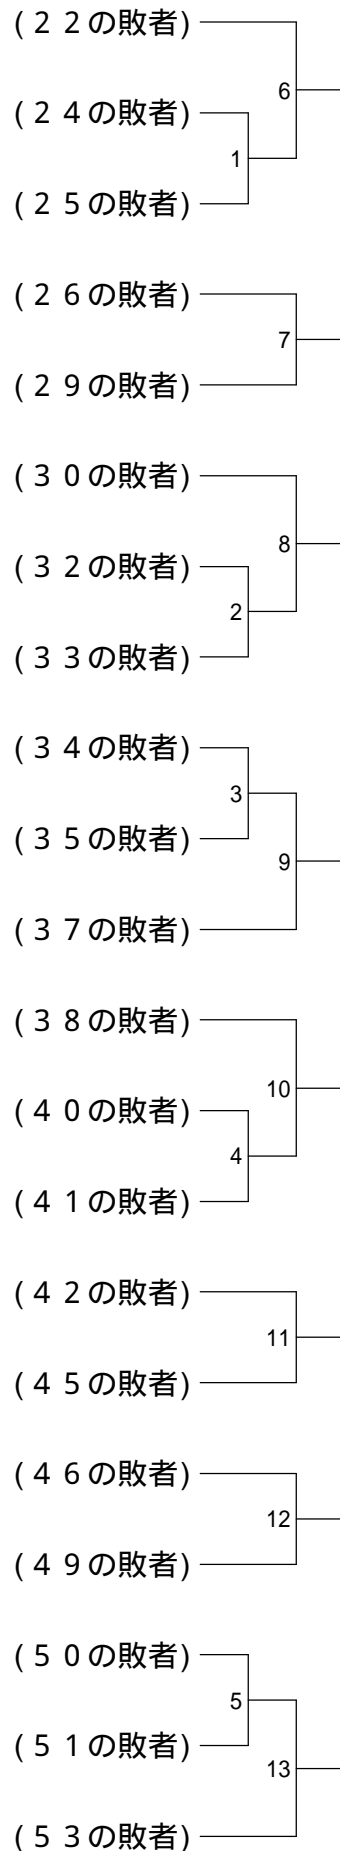 (２２の敗者)
6
(２４の敗者)
1
(２５の敗者)
(２６の敗者)
7
(２９の敗者)
(３０の敗者)
8
(３２の敗者)
2
(３３の敗者)
(３４の敗者)
3
(３５の敗者)
9
(３７の敗者)
(３８の敗者)
10
(４０の敗者)
4
(４１の敗者)
(４２の敗者)
11
(４５の敗者)
(４６の敗者)
12
(４９の敗者)
(５０の敗者)
5
(５１の敗者)
13
(５３の敗者)